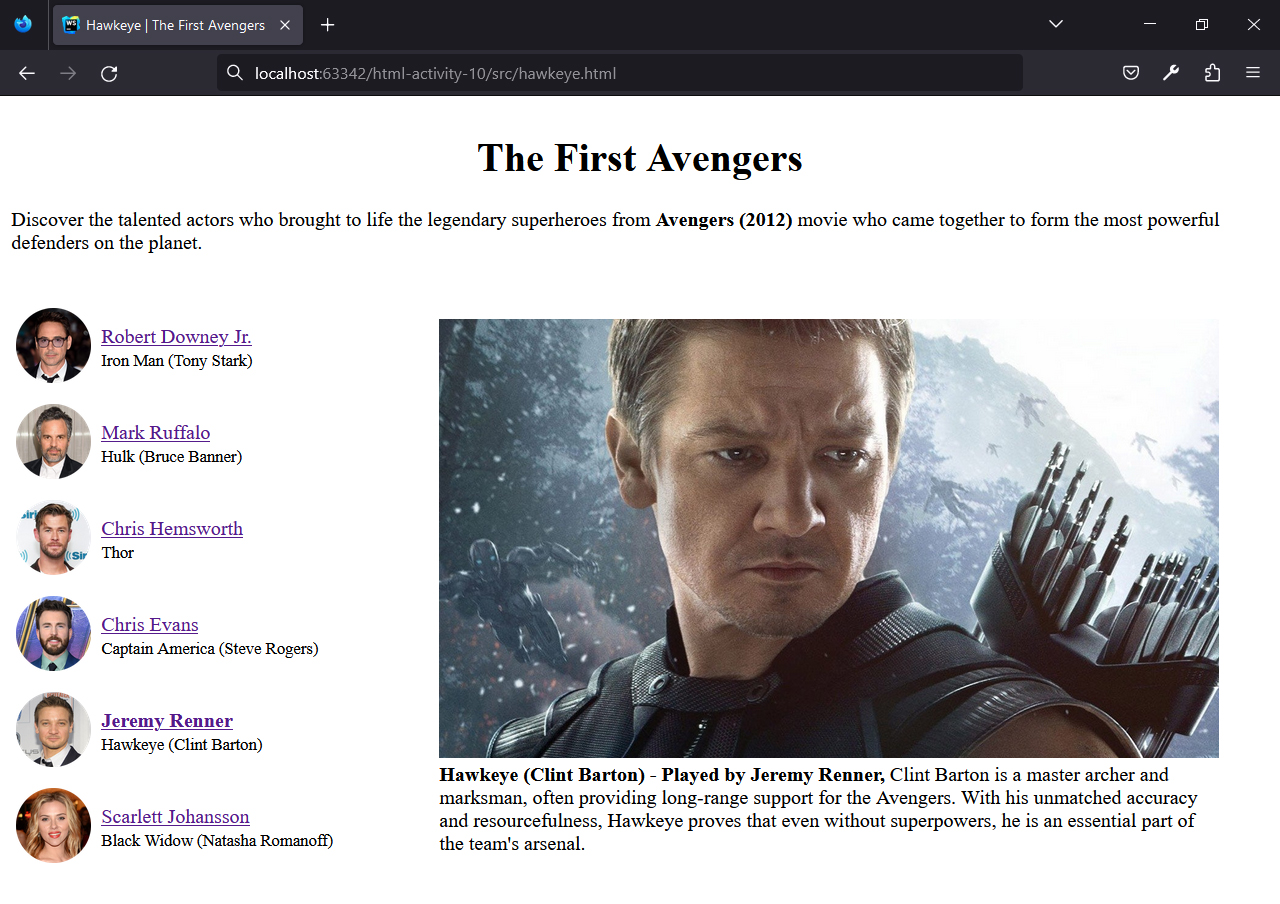 Hawkeye | The First Avengers
localhost:63342/html-activity-10/src/hawkeye.html
The First Avengers
Discover the talented actors who brought to life the legendary superheroes from Avengers (2012) movie who came together to form the most powerful
defenders on the planet.
Robert Downey Jr.
Iron Man (Tony Stark)
Mark Ruffalo
Hulk (Bruce Banner)
Chris Hemsworth
Thor
Chris Evans
Captain America (Steve Rogers)
Jeremy Renner
Hawkeye (Clint Barton)
Scarlett Johansson
Black Widow (Natasha Romanoff)
Hawkeye (Clint Barton) - Played by Jeremy Renner, Clint Barton is a master archer and
marksman, often providing long-range support for the Avengers. With his unmatched accuracy
and resourcefulness, Hawkeye proves that even without superpowers, he is an essential part of
the team's arsenal.